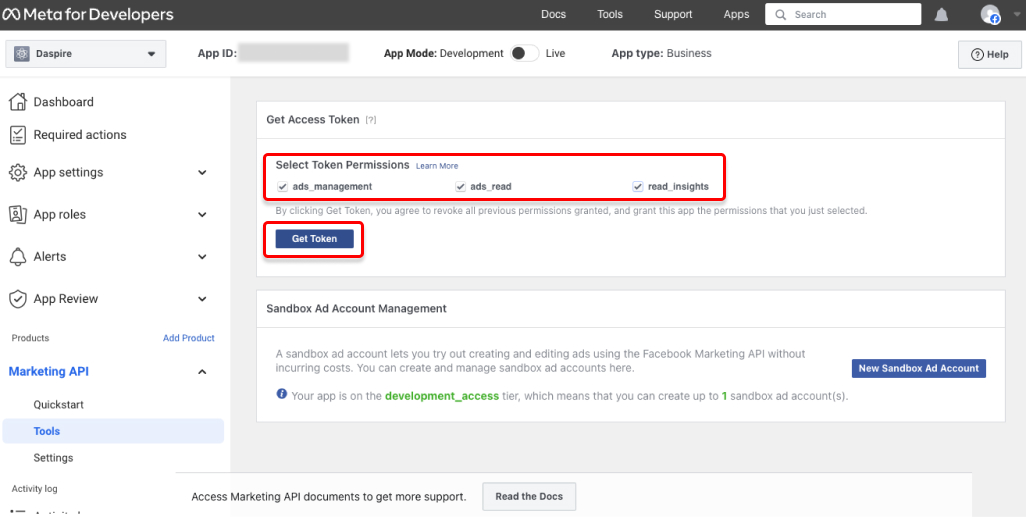 Meta for Developers
Docs
Tools
Support
Apps
Search
Daspire
App ID:
App Mode: Development
Live
App type: Business
Help
Dashboard
Required actions
App settings
App roles
Alerts
App Review
Products
Add Product
Marketing API
Quickstart
Tools
Settings
Activity log
Get Access Token [?]
Select Token Permissions Learn More
ads_management
ads_read
read_insights
By clicking Get Token, you agree to revoke all previous permissions granted, and grant this app the permissions that you just selected.
Get Token
Sandbox Ad Account Management
A sandbox ad account lets you try out creating and editing ads using the Facebook Marketing API without
incurring costs. You can create and manage sandbox ad accounts here.
New Sandbox Ad Account
Your app is on the development_access tier, which means that you can create up to 1 sandbox ad account(s).
Access Marketing API documents to get more support.
Read the Docs